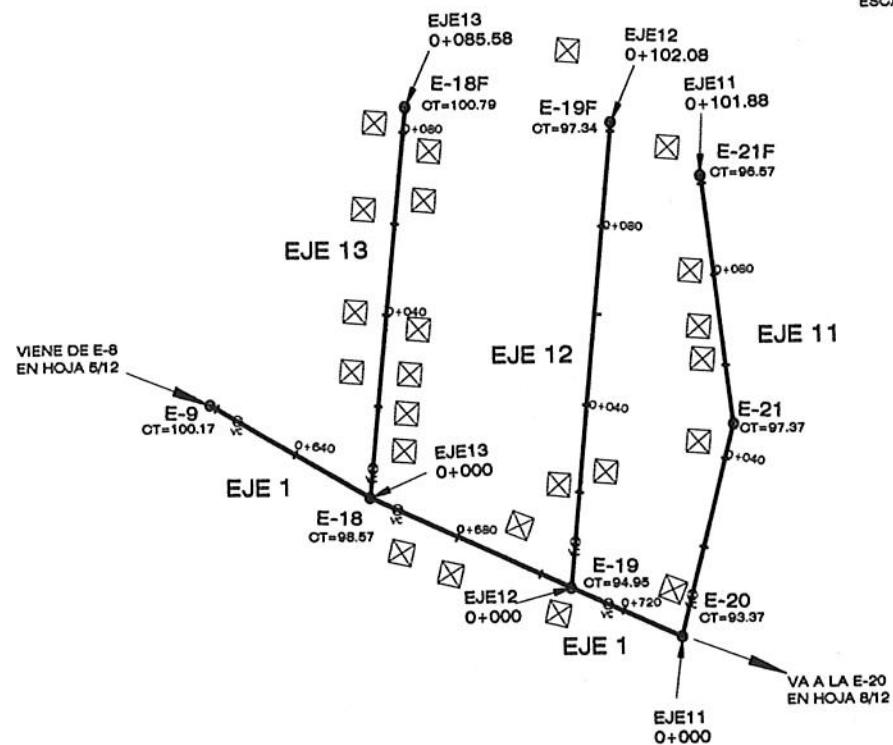 ESCA
EJE13
0+085.58
E-18F
CT=100.79
0+080
EJE12
0+102.08
E-19F
CT=97.34
EJE11
0+101.88
E-21F
CT=96.57
EJE 13
0+080
0+080
0+040
EJE 12
EJE 11
VIENE DE E-8
EN HOJA 5/12
E-9
CT=100.17
VC
0+640
0+040
E-21
CT=97.37
0+040
EJE13
0+000
EJE 1
E-18
CT=98.57
VC
0+680
E-19
CT=94.95
EJE12
0+000
VC
0+720
E-20
CT=93.37
EJE 1
VA A LA E-20
EN HOJA 8/12
EJE11
0+000